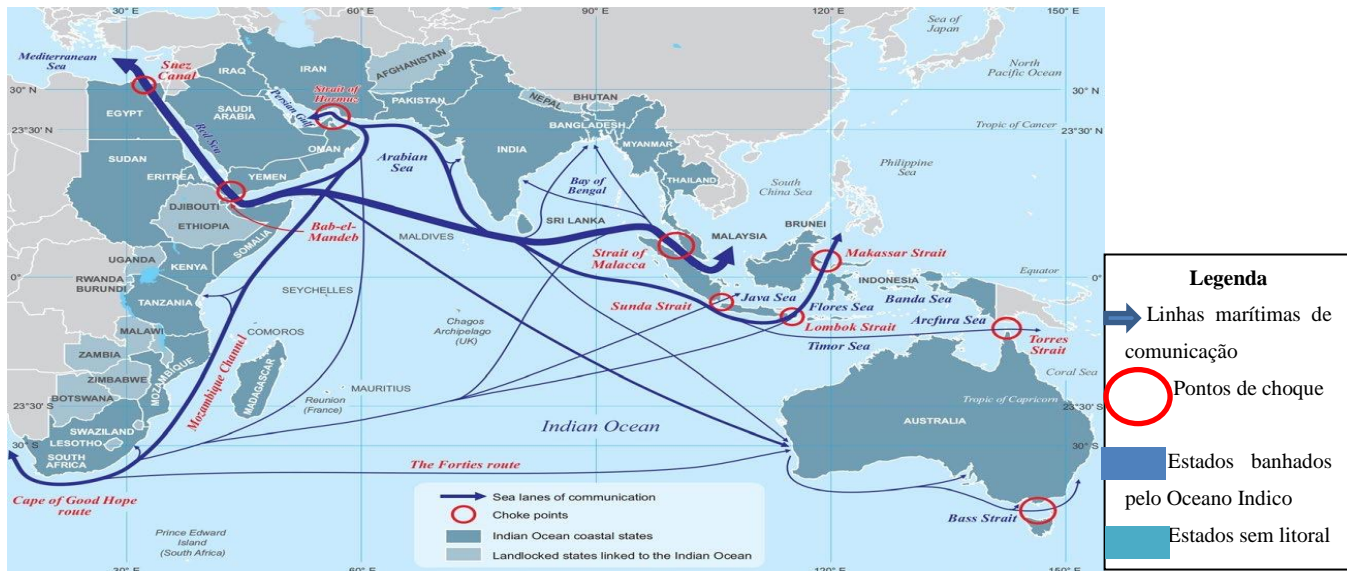 30° E
60° E
90° E
120° E
150° E
Sea of
Japan
Mediterranean
Sea
Suez
Canal
IRAQ
IRAN
AFGHANISTAN
North
Pacific Ocean
30° N
Strait of
Hormuz
PAKISTAN
NEPAL
BHUTAN
EGYPT
SAUDI
ARABIA
Persian Gulf
BANGLADESH
23°30' N
Tropic of Cancer
23°30' N
Red Sea
OMAN
INDIA
MYANMAR
SUDAN
Arabian
Sea
Philippine
Sea
ERITREA
YEMEN
Bay of
Bengal
THAILAND
South
China Sea
DJIBOUTI
ETHIOPIA
Bab-el-
Mandeb
SRI LANKA
BRUNEI
SOMALIA
MALDIVES
MALAYSIA
Strait of
Malacca
Makassar Strait
UGANDA
KENYA
0°
Equator
0°
RWANDA
BURUNDI
SEYCHELLES
INDONESIA
TANZANIA
Sunda Strait
Java Sea
Flores Sea
Banda Sea
Lombok Strait
Arcfura Sea
Torres
Strait
MALAWI
COMOROS
Chagos
Archipelago
(UK)
Timor Sea
ZAMBIA
Mozambique Channel
MOZAMBIQUE
MADAGASCAR
Coral Sea
ZIMBABWE
MAURITIUS
BOTSWANA
Reunion
(France)
Tropic of Capricorn
23°30' S
23°30' S
SWAZILAND
Indian Ocean
AUSTRALIA
30° S
LESOTHO
30° S
SOUTH
AFRICA
The Forties route
Cape of Good Hope
route
Sea lanes of communication
Choke points
Bass Strait
Prince Edward
Island
(South Africa)
Indian Ocean coastal states
Landlocked states linked to the Indian Ocean
30° E
60° E
90° E
120° E
150° E
Legenda
Linhas marítimas de
comunicação
Pontos de choque
Estados banhados
pelo Oceano Indico
Estados sem litoral